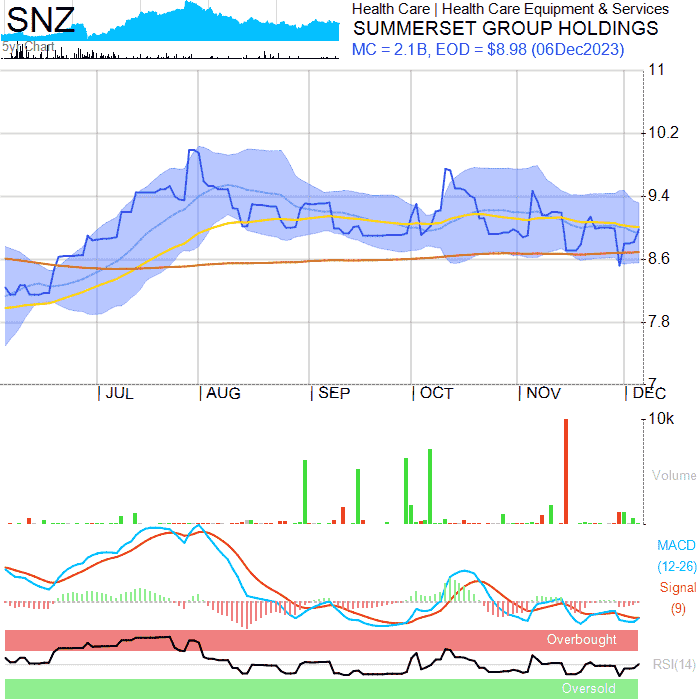 SNZ
5yr Chart
Health Care | Health Care Equipment & Services
SUMMERSET GROUP HOLDINGS
MC = 2.1B, EOD = $8.98 (06Dec2023)
11
10.2
9.4
8.6
7.8
7
| JUL
| AUG
| SEP
| OCT
| NOV
| DEC
10k
Volume
MACD
(12-26)
Signal
(9)
Overbought
RSI(14)
Oversold